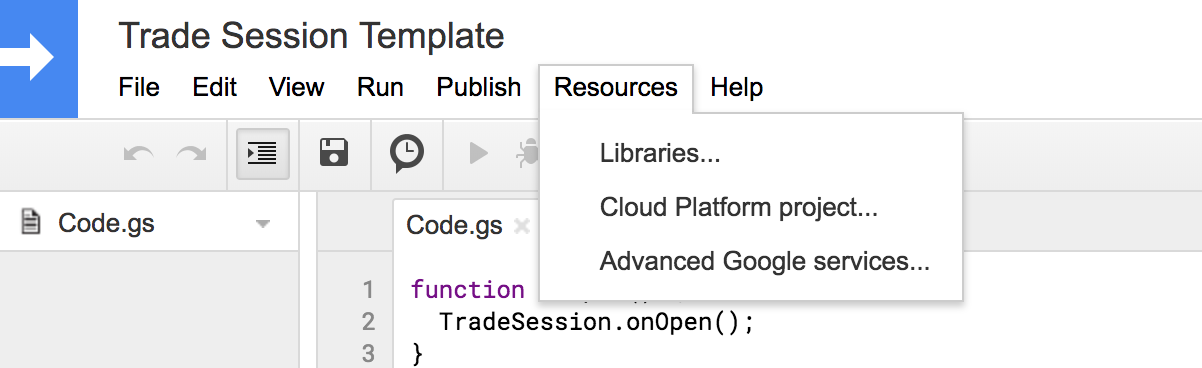 Trade Session Template
File Edit View Run Publish Resources Help
Libraries...
Cloud Platform project...
Advanced Google services...
Code.gs
Code.gs
1 function
2 TradeSession.onOpen();
3 }